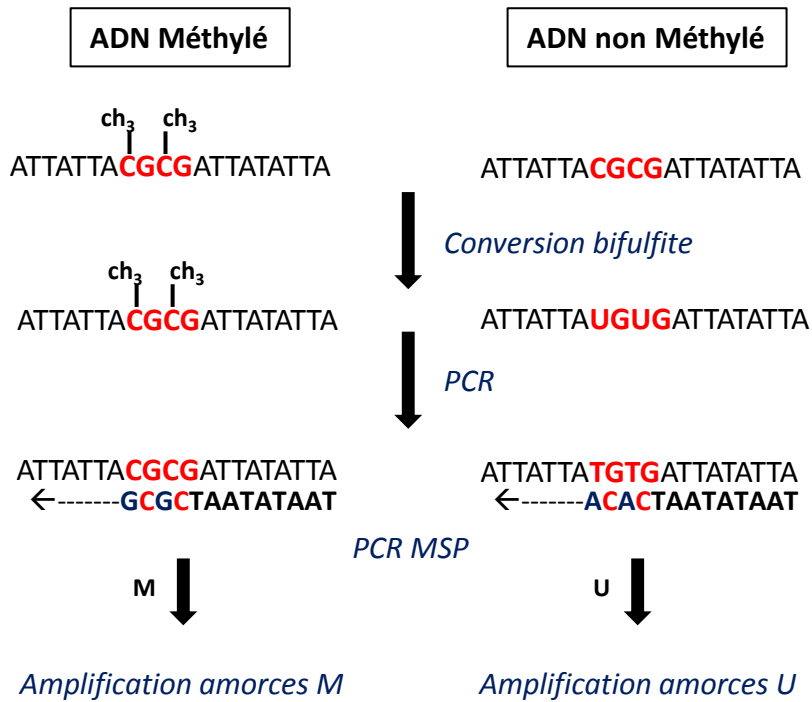 ADN Méthylé
ADN non Méthylé
ch3 ch3
ATTATTACGCGATTATATTA
ATTATTACGCGATTATATTA
Conversion bifulfite
ch3 ch3
ATTATTACGCGATTATATTA
ATTATTAUGUGATTATATTA
PCR
ATTATTACGCGATTATATTA
ATTATTATGTGATTATATTA
←-------GCGCTAATATAAT
←-------ACACTAATATAAT
PCR MSP
M
U
Amplification amorces M
Amplification amorces U